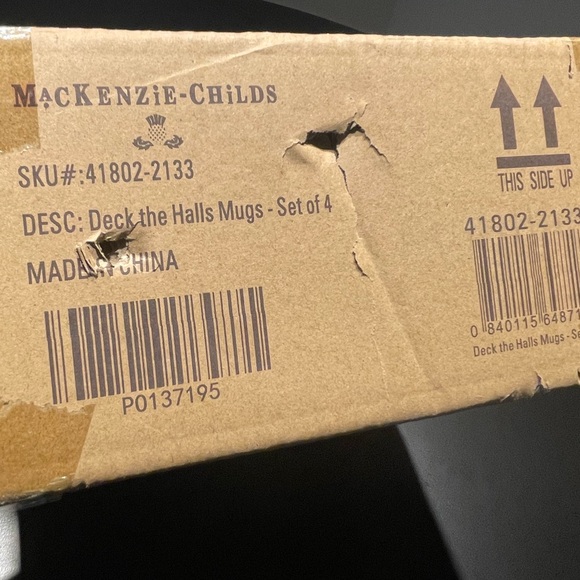 MacKenzie-Childs
SKU#:41802-2133
DESC: Deck the Halls Mugs - Set of 4
MADE IN CHINA
P0137195
THIS SIDE UP
41802-2133
0 840115 64871
Deck the Halls Mugs - Se